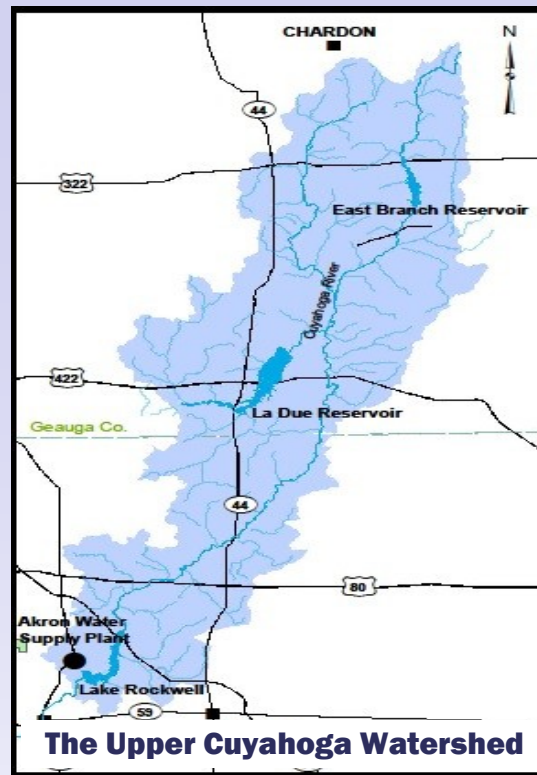 CHARDON
N
44
322
East Branch Reservoir
Cuyahoga River
422
La Due Reservoir
Geauga Co.
44
80
Akron Water
Supply Plant
Lake Rockwell
59
The Upper Cuyahoga Watershed